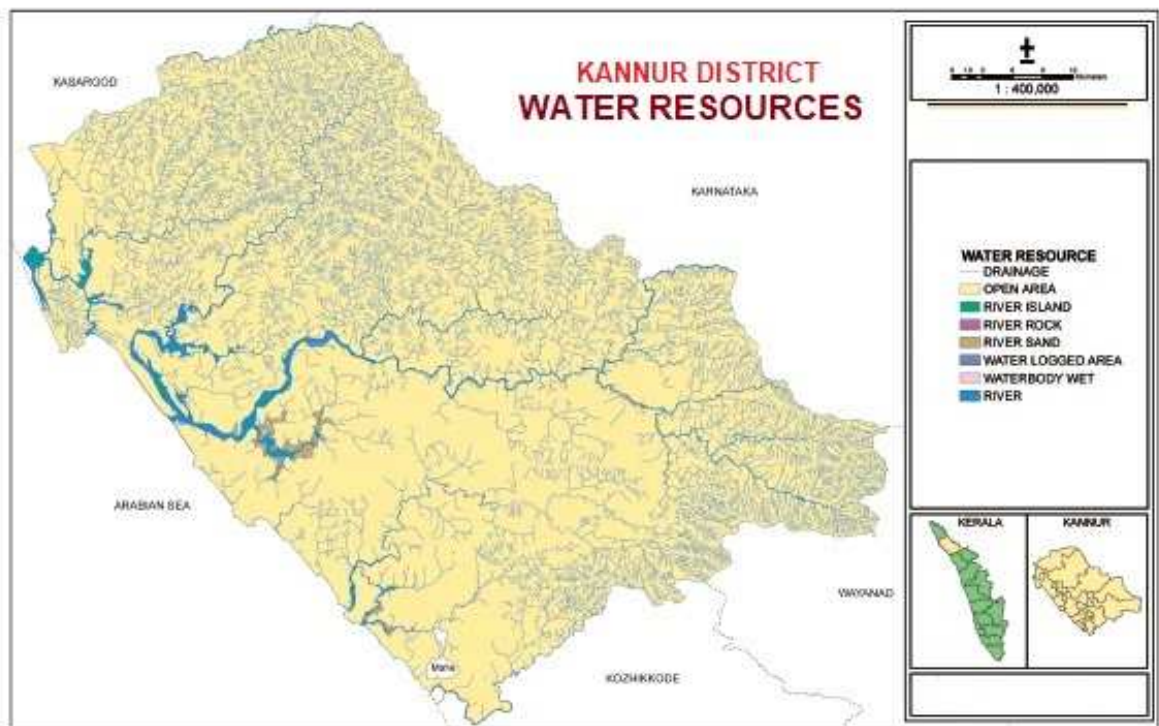 KANNUR DISTRICT
WATER RESOURCES
KASARGOD
KARNATAKA
ARABIAN SEA
WAYANAD
KOZHIKKODE
Mahe
1 : 400,000
WATER RESOURCE
DRAINAGE
OPEN AREA
RIVER ISLAND
RIVER ROCK
RIVER SAND
WATER LOGGED AREA
WATERBODY WET
RIVER
KERALA
KANNUR